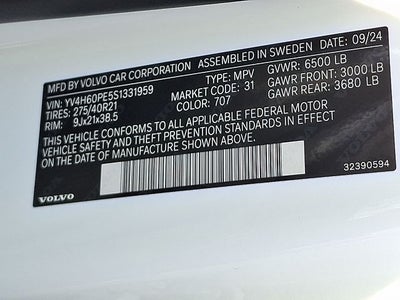 MFD BY VOLVO CAR CORPORATION ASSEMBLED IN SWEDEN 09/24
VIN: YV4H60PE5S1331959 TYPE: MPV GVWR: 6500 LB
TIRES: 275/40R21 MARKET CODE: 31 GAWR FRONT: 3000 LB
RIM: 9Jx21x38.5 COLOR: 707 GAWR REAR: 3680 LB
THIS VEHICLE CONFORMS TO ALL APPLICABLE FEDERAL MOTOR
VEHICLE SAFETY AND THEFT PREVENTION STANDARDS IN EFFECT
ON THE DATE OF MANUFACTURE SHOWN ABOVE.
VOLVO 32390594